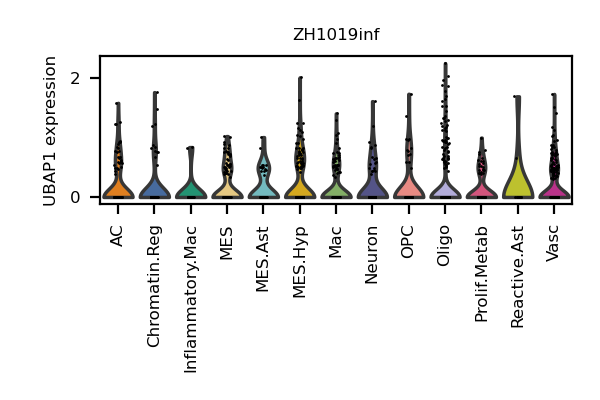 ZH1019inf
UBAP1 expression
2
0
AC
Chromatin.Reg
Inflammatory.Mac
MES
MES.Ast
MES.Hyp
Mac
Neuron
OPC
Oligo
Prolif.Metab
Reactive.Ast
Vasc